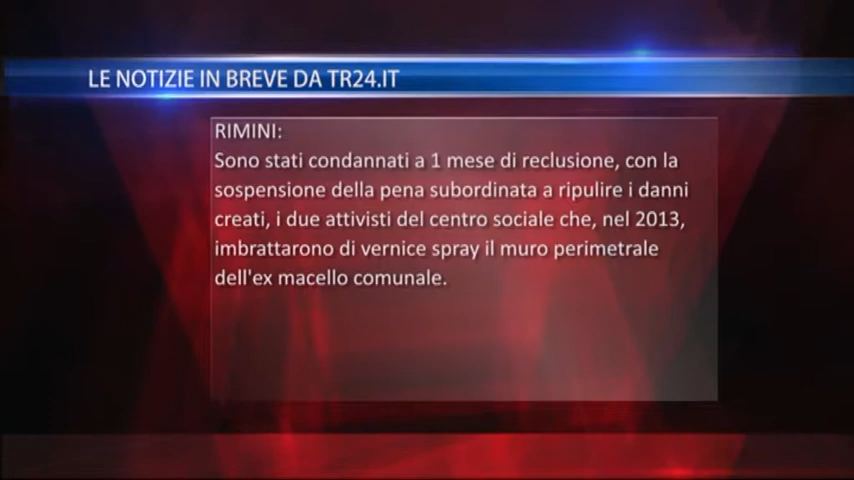 LE NOTIZIE IN BREVE DA TR24.IT
RIMINI:
Sono stati condannati a 1 mese di reclusione, con la
sospensione della pena subordinata a ripulire i danni
creati, i due attivisti del centro sociale che, nel 2013,
imbrattarono di vernice spray il muro perimetrale
dell'ex macello comunale.